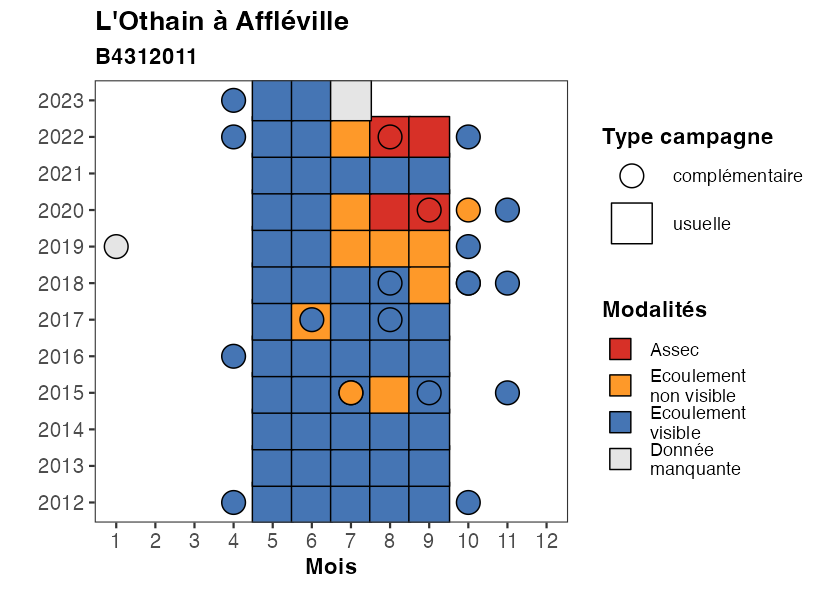 L'Othain à Affléville
B4312011
2023
2022
2021
2020
2019
2018
2017
2016
2015
2014
2013
2012
1 2 3 4 5 6 7 8 9 10 11 12
Mois
Type campagne
complémentaire
usuelle
Modalités
Assec
Ecoulement
non visible
Ecoulement
visible
Donnée
manquante